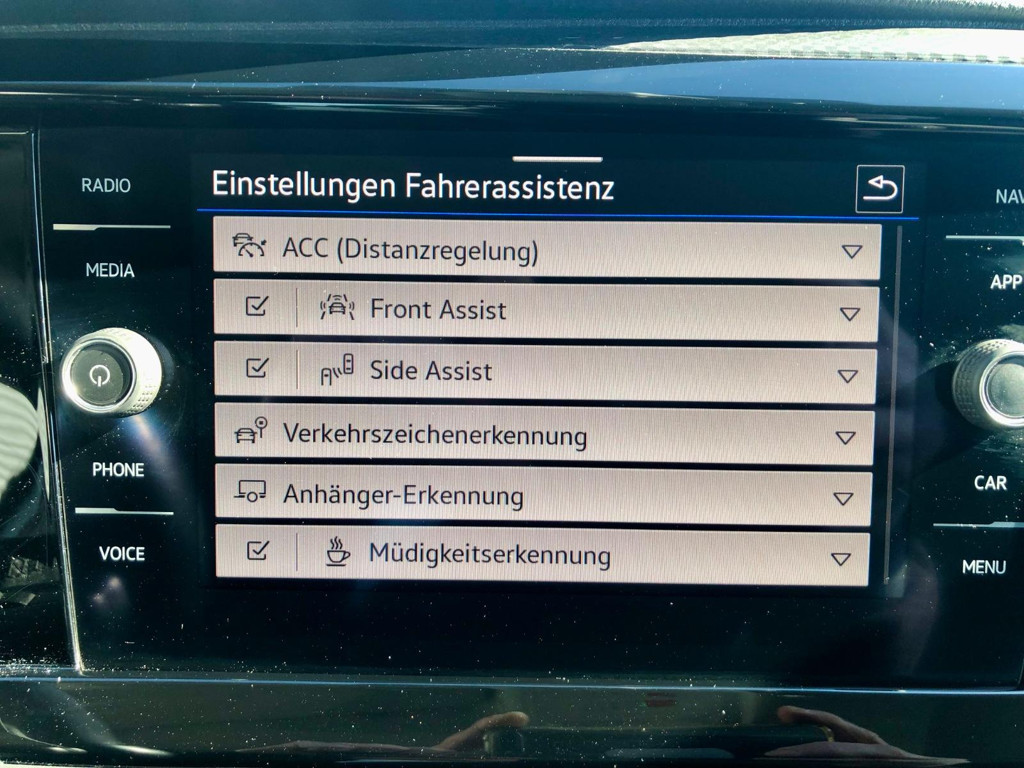 Einstellungen Fahrerassistenz
ACC (Distanzregelung)
Front Assist
Side Assist
Verkehrszeichenerkennung
Anhänger-Erkennung
Müdigkeitserkennung
RADIO
MEDIA
PHONE
VOICE
NAV
APP
CAR
MENU